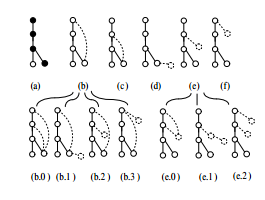 (a) (b) (c) (d) (e) (f)
(b.0) (b.1) (b.2) (b.3) (e.0) (e.1) (e.2)